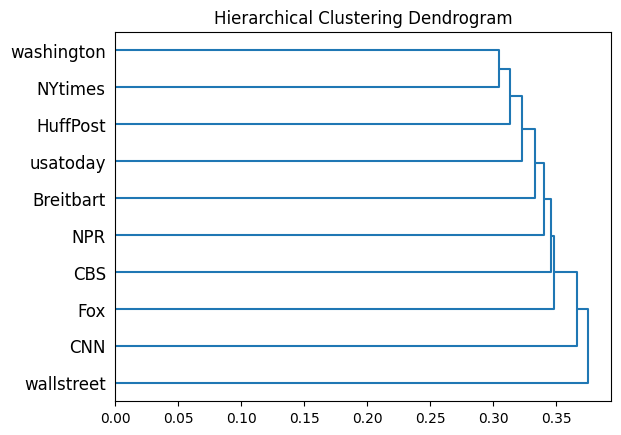 Hierarchical Clustering Dendrogram
washington
NYtimes
HuffPost
usatoday
Breitbart
NPR
CBS
Fox
CNN
wallstreet
0.00 0.05 0.10 0.15 0.20 0.25 0.30 0.35